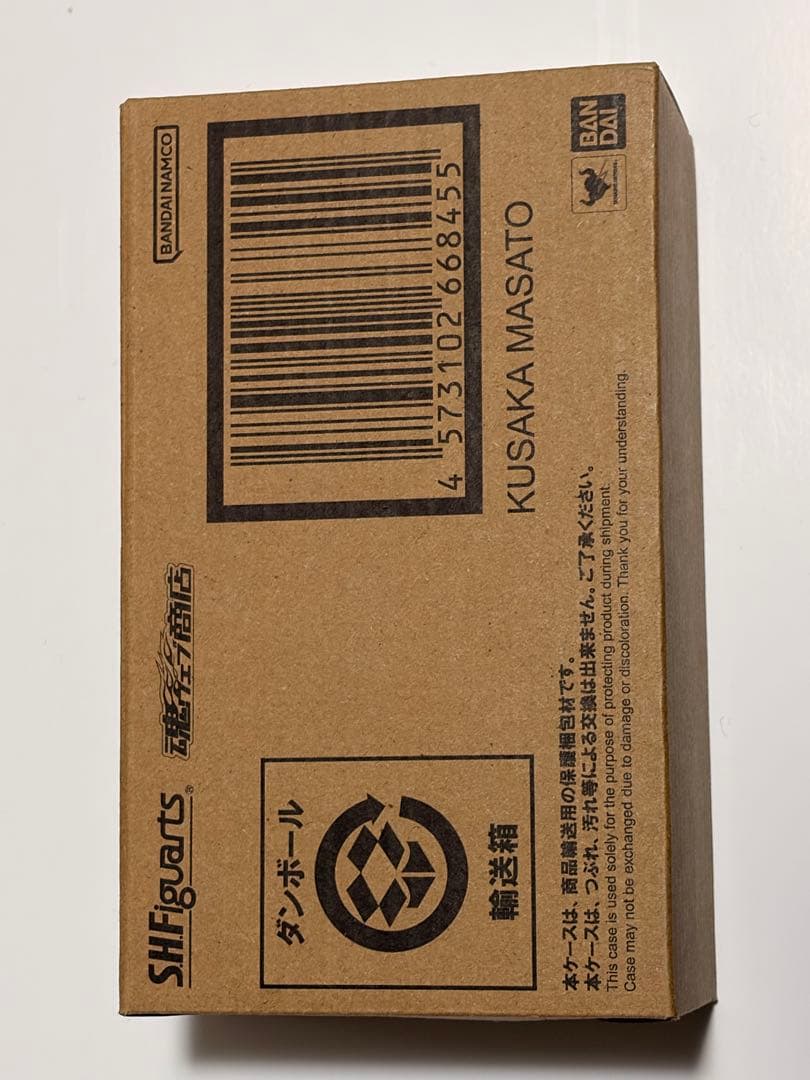 S.H.Figuarts®
魂ウェブ商店
BANDAI NAMCO
4 573102 668455
KUSAKA MASATO
BAN
DAI
ダンボール
輸送箱
本ケースは、商品輸送用の保護梱包材です。
本ケースは、つぶれ、汚れ等による交換は出来ません。ご了承ください。
This case is used solely for the purpose of protecting product during shipment.
Case may not be exchanged due to damage or discoloration. Thank you for your understanding.